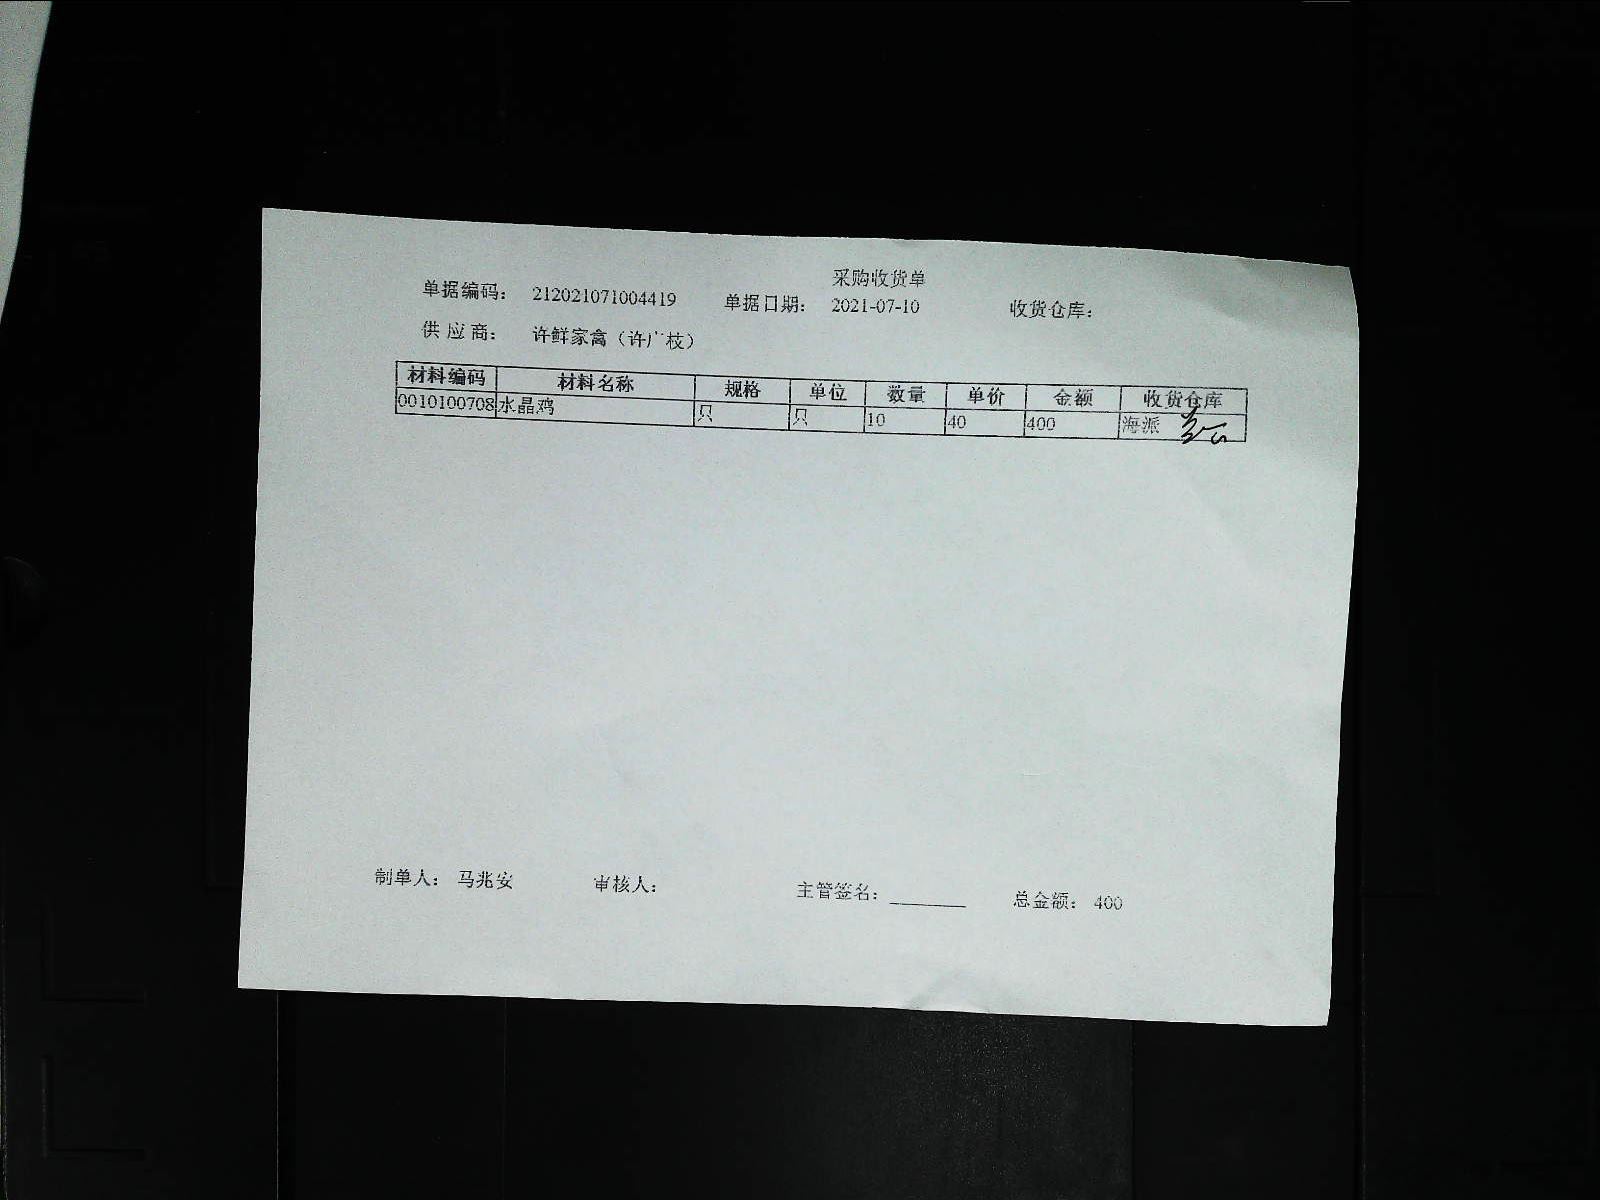 采购收货单
单据编码： 212021071004419 单据日期： 2021-07-10 收货仓库：
供 应 商： 许鲜家禽（许广枝）
材料编码 材料名称 规格 单位 数量 单价 金额 收货仓库
0010100708 水晶鸡 只 只 10 40 400 海派
制单人： 马兆安 审核人： 主管签名： 总金额： 400